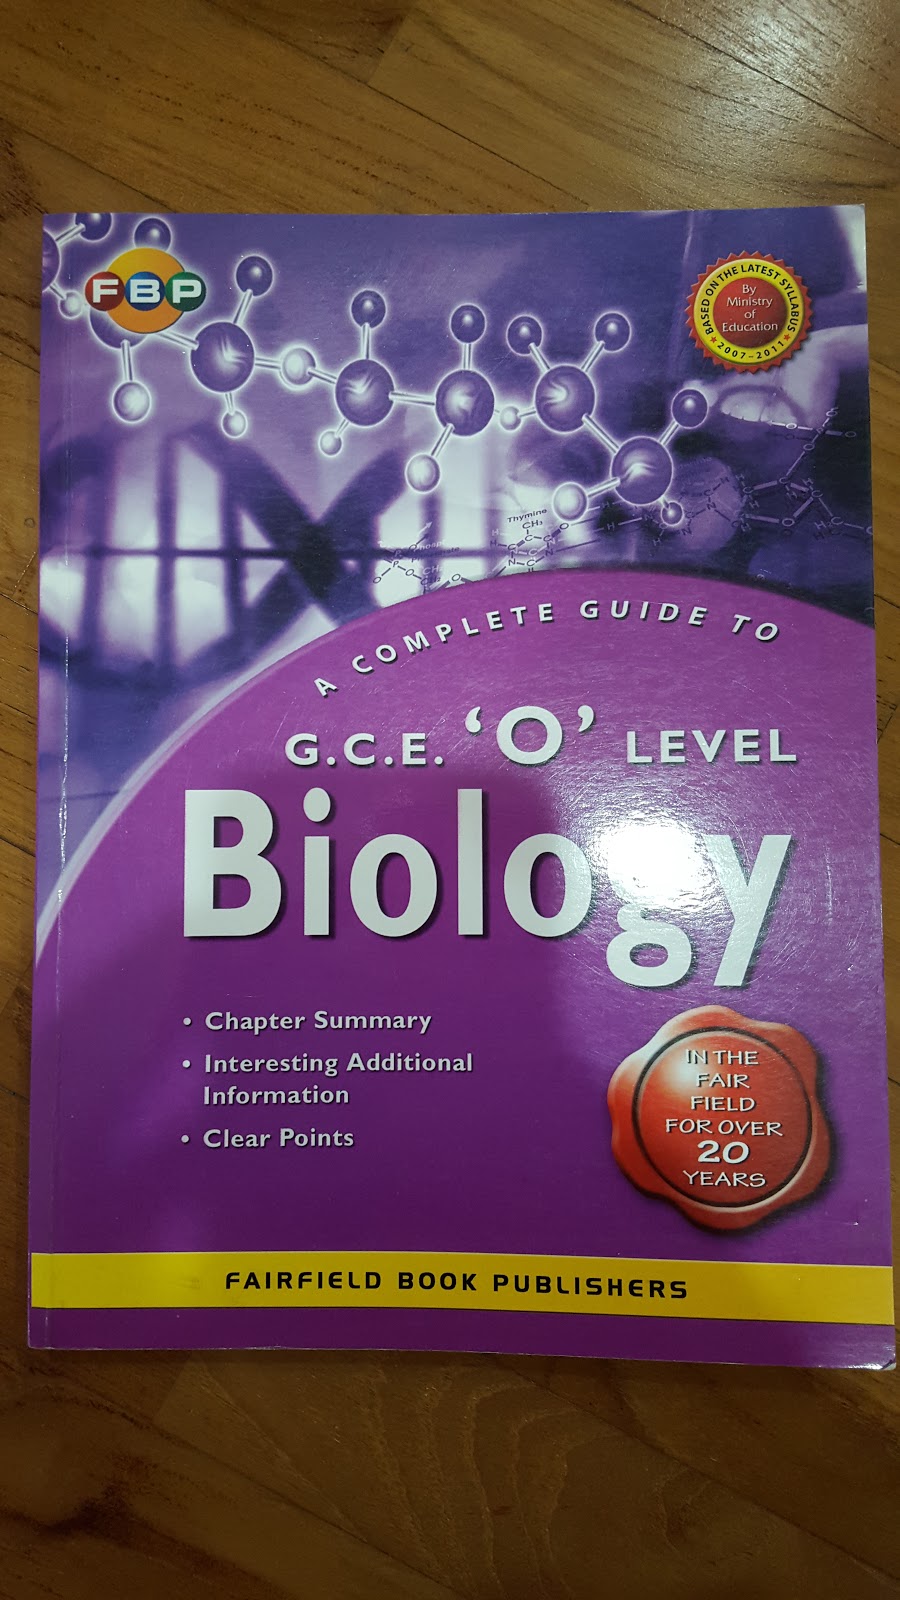 FBP
BASED ON THE LATEST SYLLABUS
By
Ministry
of
Education
★ 2007-2011 ★
Thymine
CH₃
A COMPLETE GUIDE TO
G.C.E. ‘O’ LEVEL
Biology
• Chapter Summary
• Interesting Additional
Information
• Clear Points
IN THE
FAIR
FIELD
FOR OVER
20
YEARS
FAIRFIELD BOOK PUBLISHERS